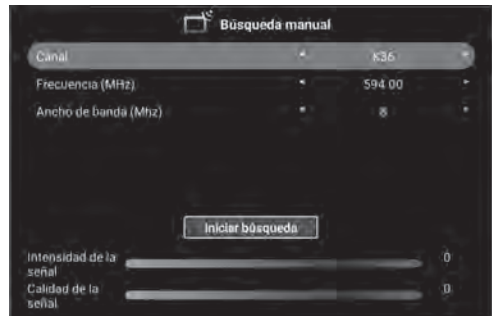 Búsqueda manual
Canal K36
Frecuencia (MHz) 594.00
Ancho de banda (Mhz) 8
Iniciar búsqueda
Intensidad de la señal 0
Calidad de la señal 0